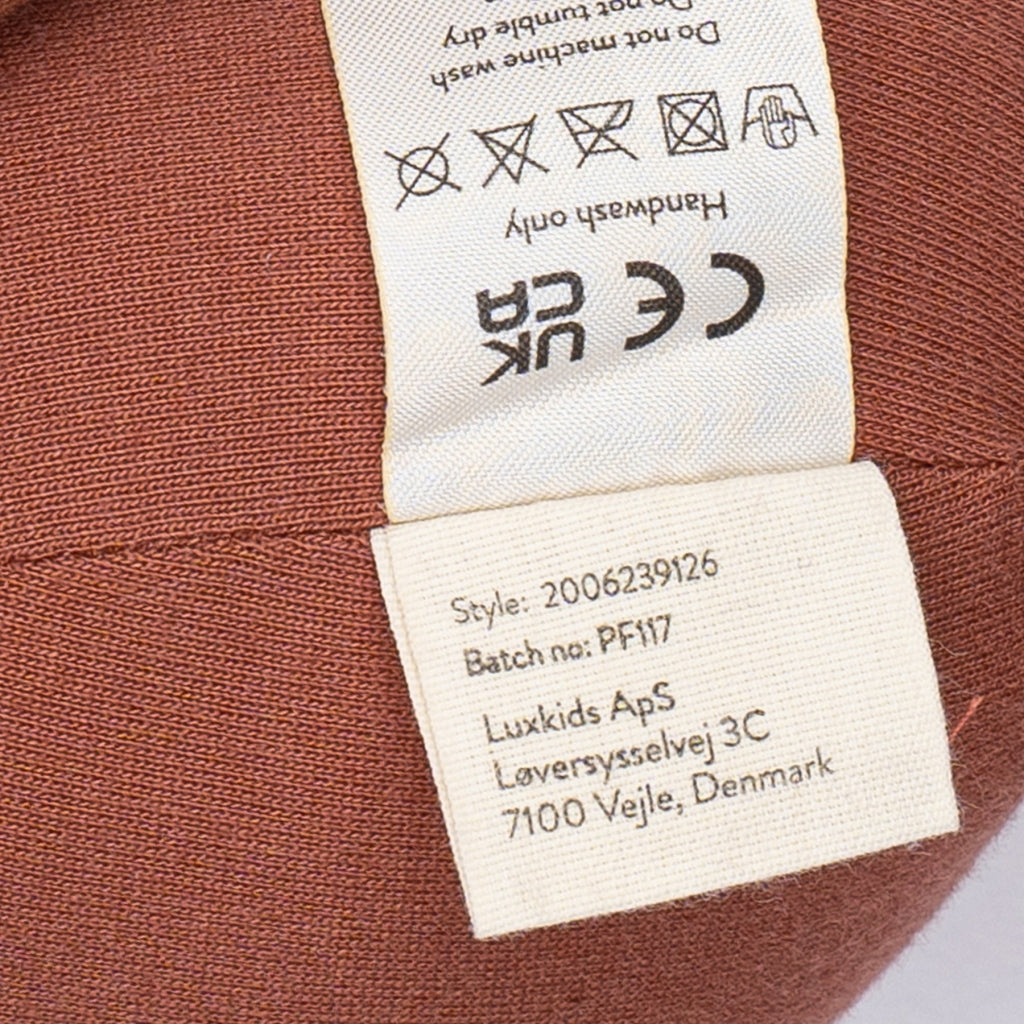 Style: 2006239126
Batch no: PF117
Luxkids ApS
Løversysselvej 3C
7100 Vejle, Denmark
CE UK
CA
Handwash only
Do not machine wash
Do not tumble dry